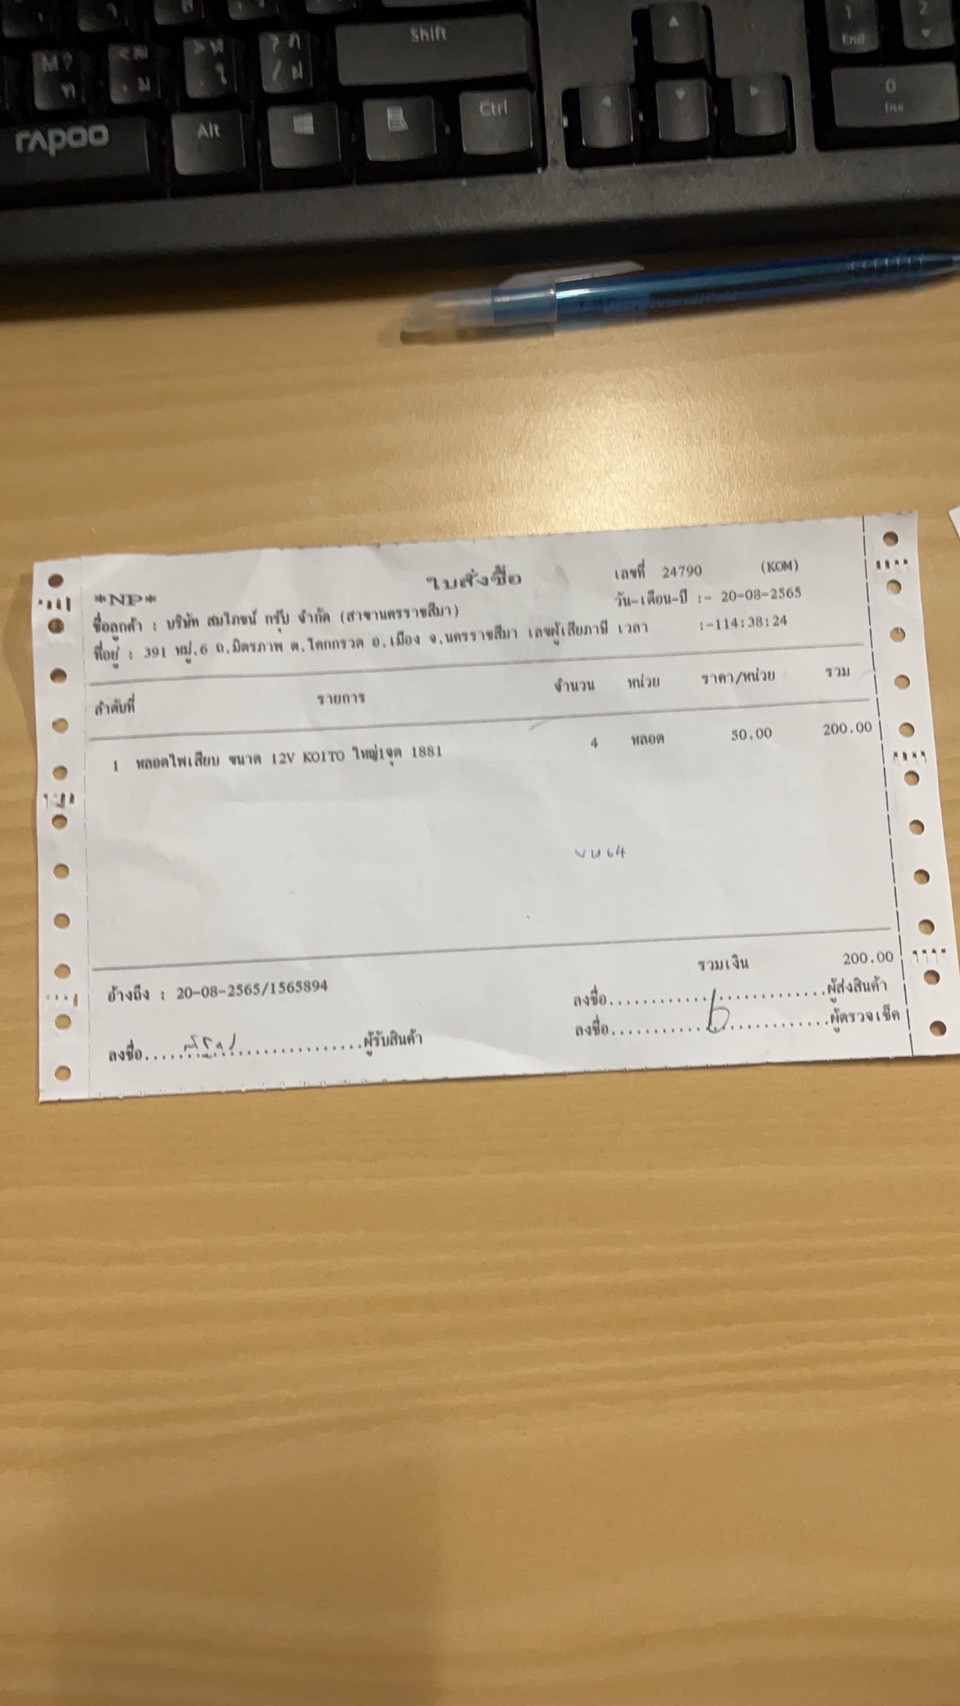 Shift
End
rapoo
Alt
Ctrl
0
Ins
ใบสั่งซื้อ
เลขที่ 24790 (KOM)
*NP*
วัน-เดือน-ปี :- 20-08-2565
ชื่อลูกค้า : บริษัท สมโภชน์ กรุ๊ป จำกัด (สาขานครราชสีมา)
ที่อยู่ : 391 หมู่.6 ถ.มิตรภาพ ต.โคกกรวด อ.เมือง จ.นครราชสีมา เลขผู้เสียภาษี เวลา :-114:38:24
ลำดับที่ รายการ จำนวน หน่วย ราคา/หน่วย รวม
1 หลอดไฟเสียบ ขนาด 12V KOITO ใหญ่1จุด 1881 4 หลอด 50.00 200.00
รวมเงิน 200.00
อ้างถึง : 20-08-2565/1565894
ลงชื่อ..........................ผู้ส่งสินค้า
ลงชื่อ..........................ผู้ตรวจเช็ค
ลงชื่อ..........................ผู้รับสินค้า